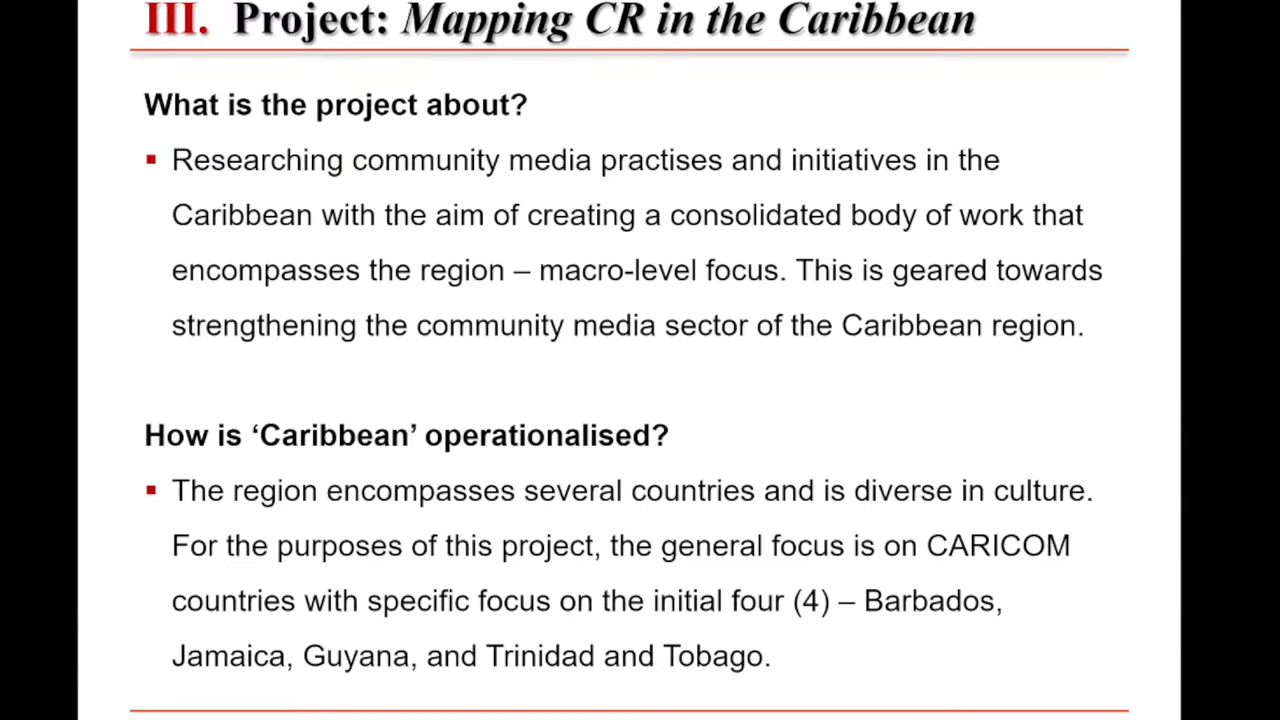 III. Project: Mapping CR in the Caribbean
What is the project about?
▪ Researching community media practises and initiatives in the
Caribbean with the aim of creating a consolidated body of work that
encompasses the region – macro-level focus. This is geared towards
strengthening the community media sector of the Caribbean region.
How is ‘Caribbean’ operationalised?
▪ The region encompasses several countries and is diverse in culture.
For the purposes of this project, the general focus is on CARICOM
countries with specific focus on the initial four (4) – Barbados,
Jamaica, Guyana, and Trinidad and Tobago.